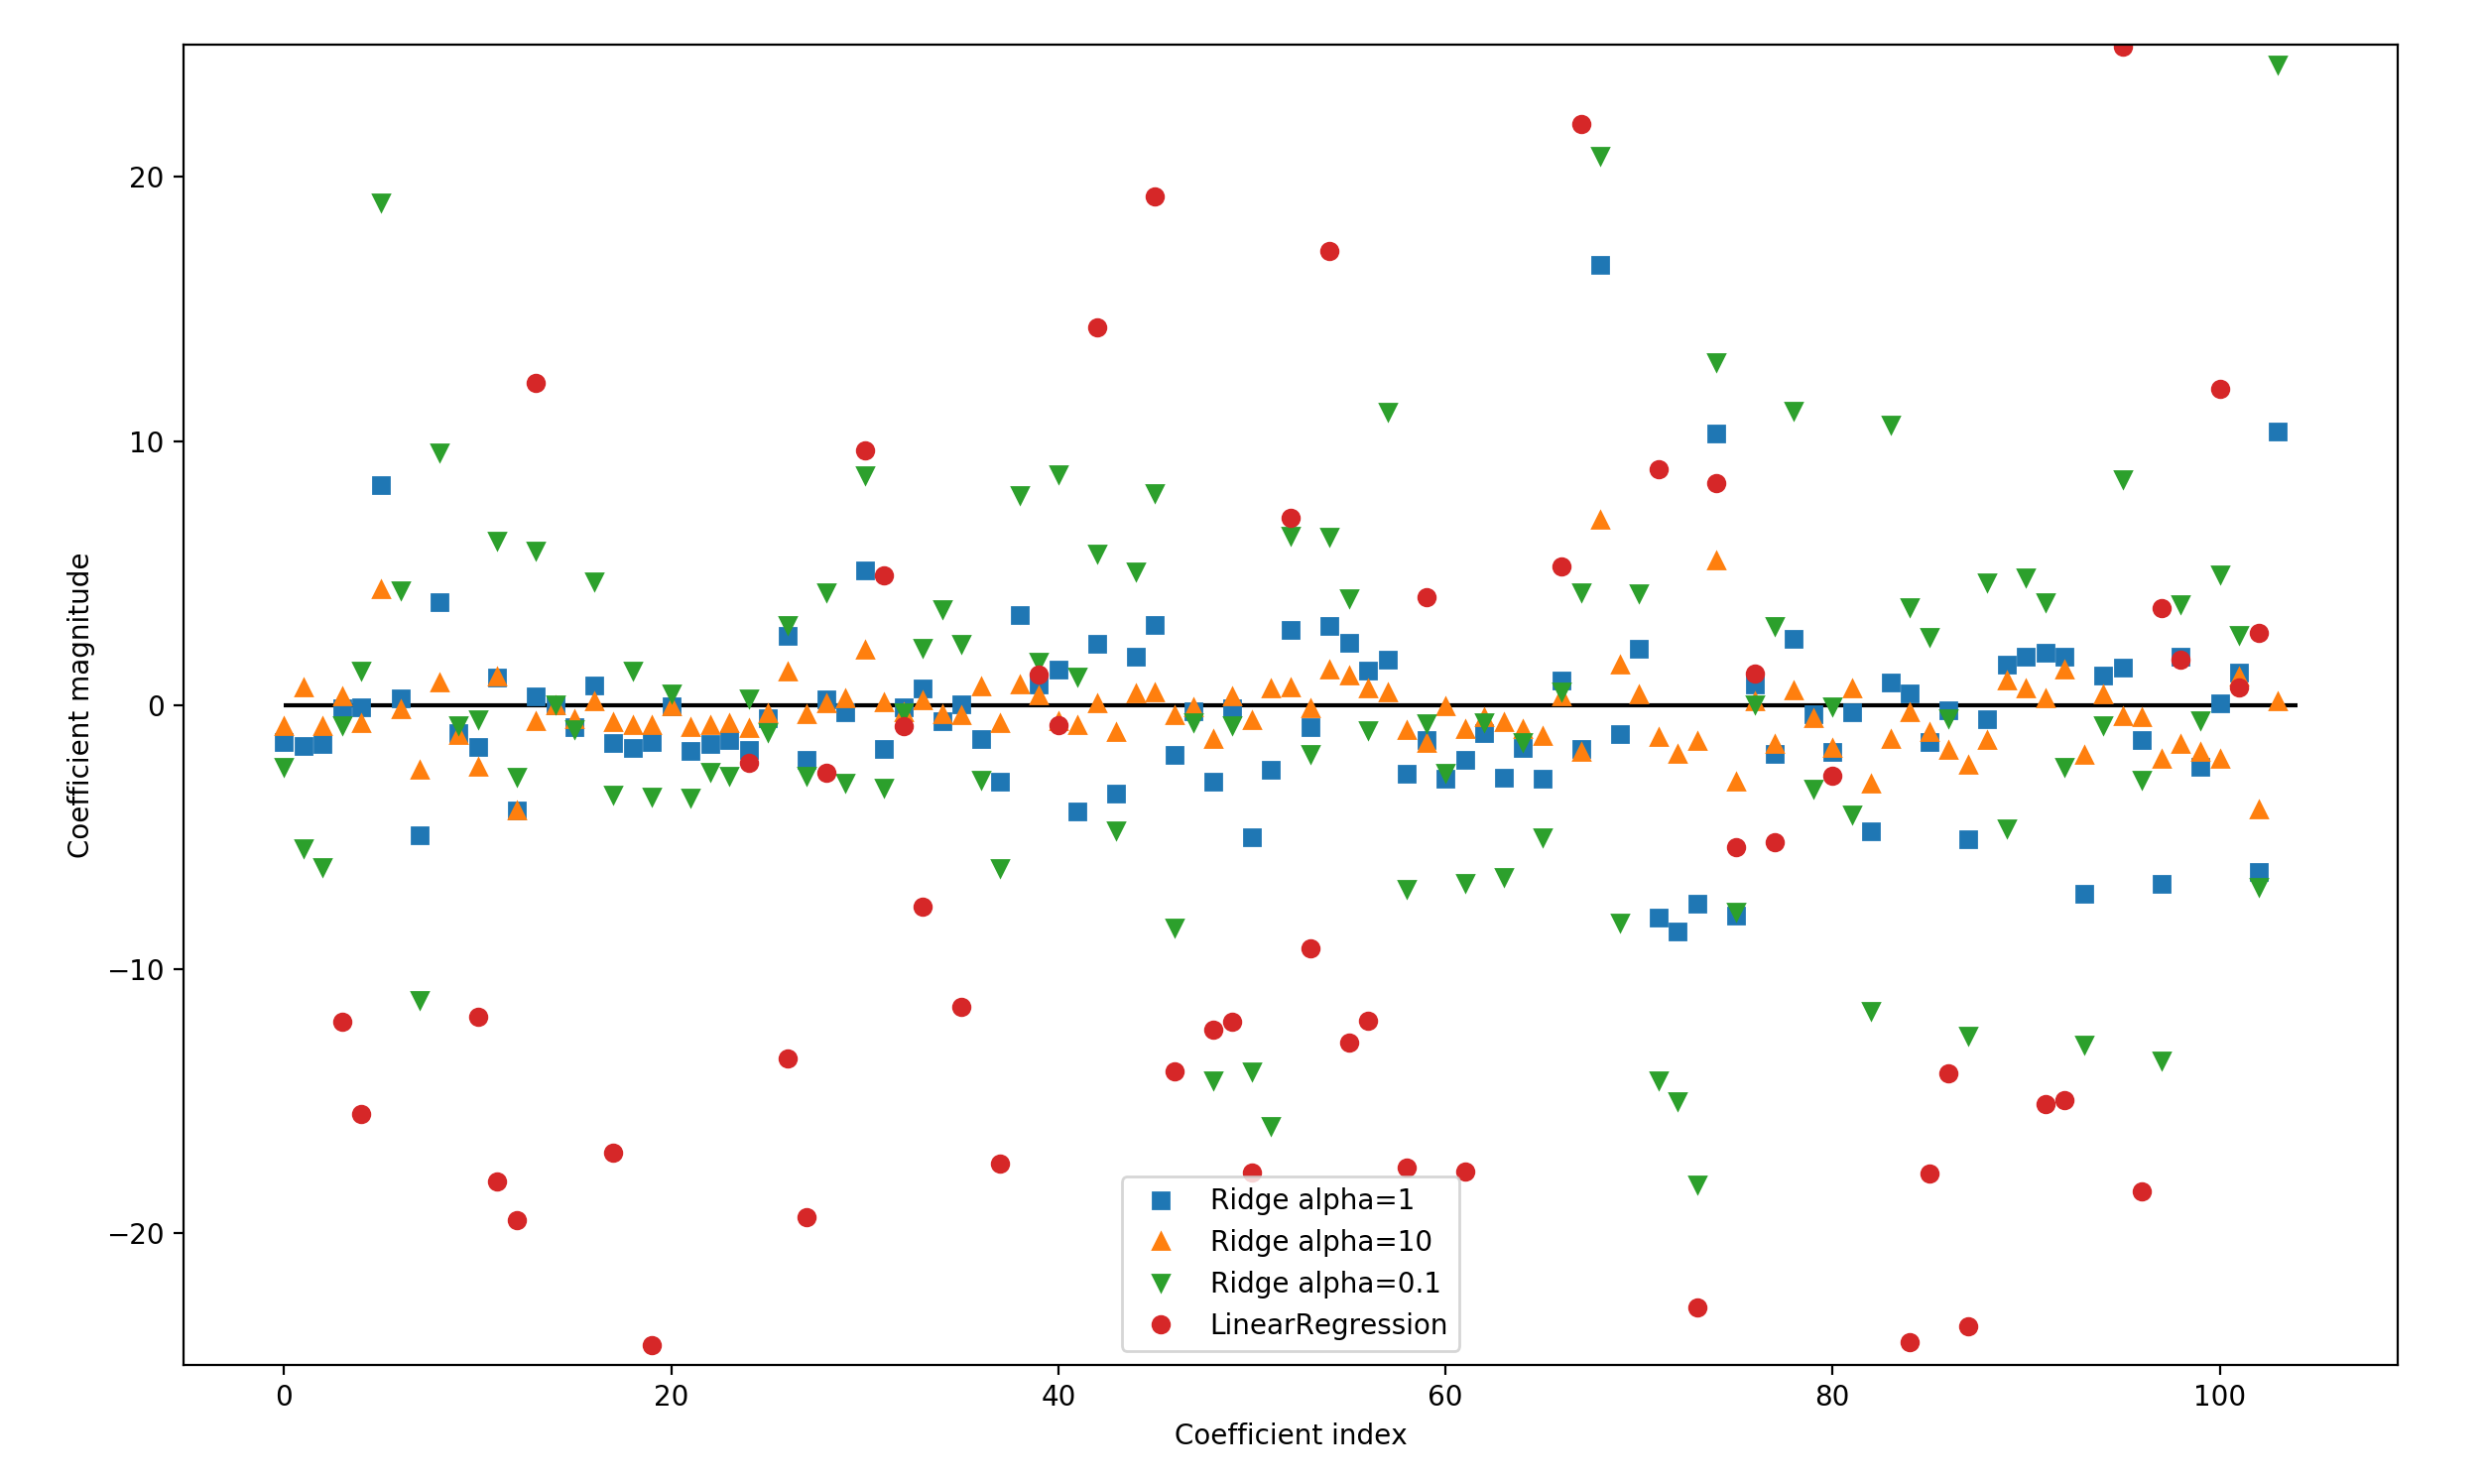 20
10
0
−10
−20
Coefficient magnitude
0
20
40
60
80
100
Coefficient index
Ridge alpha=1
Ridge alpha=10
Ridge alpha=0.1
LinearRegression